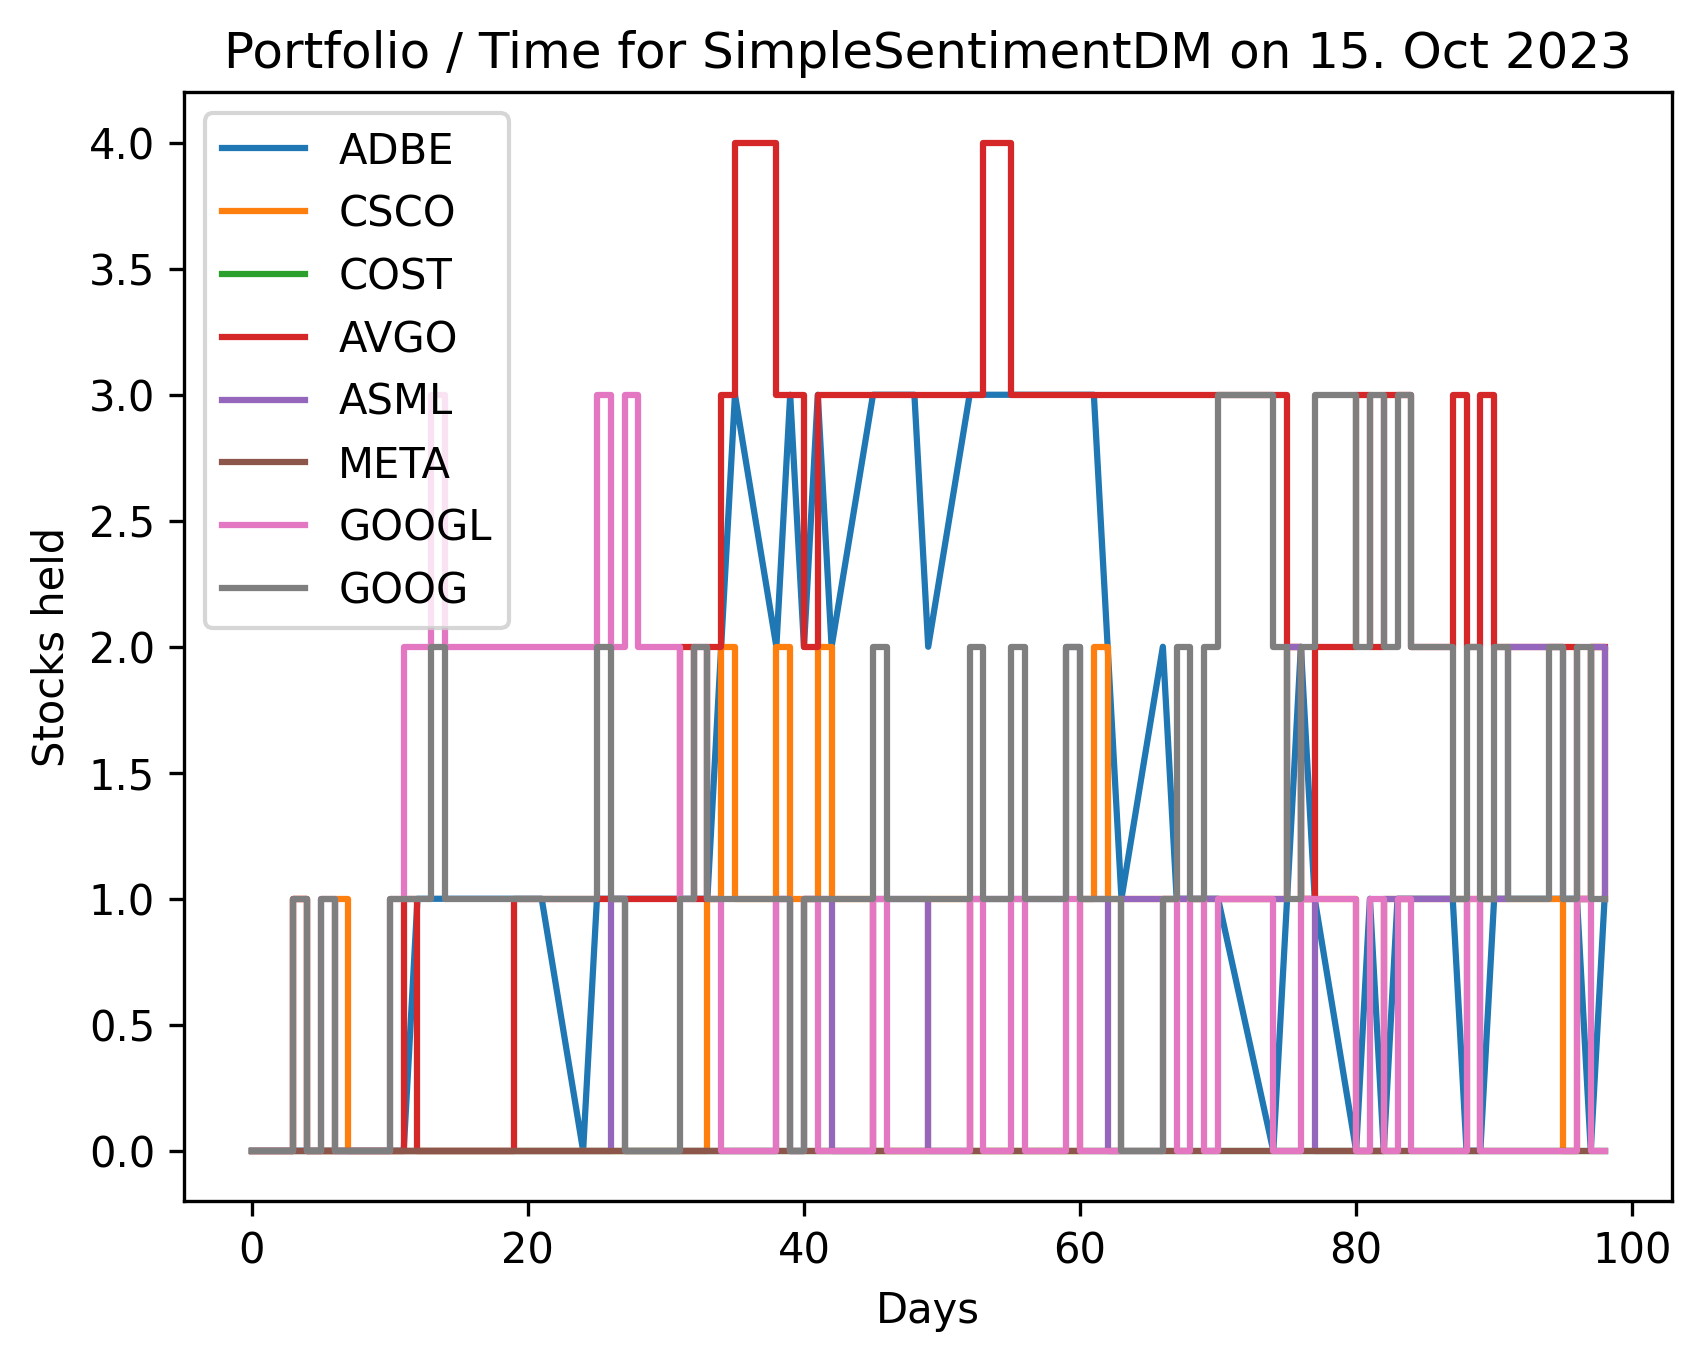 Portfolio / Time for SimpleSentimentDM on 15. Oct 2023
ADBE
CSCO
COST
AVGO
ASML
META
GOOGL
GOOG
4.0
3.5
3.0
2.5
2.0
1.5
1.0
0.5
0.0
Stocks held
0 20 40 60 80 100
Days